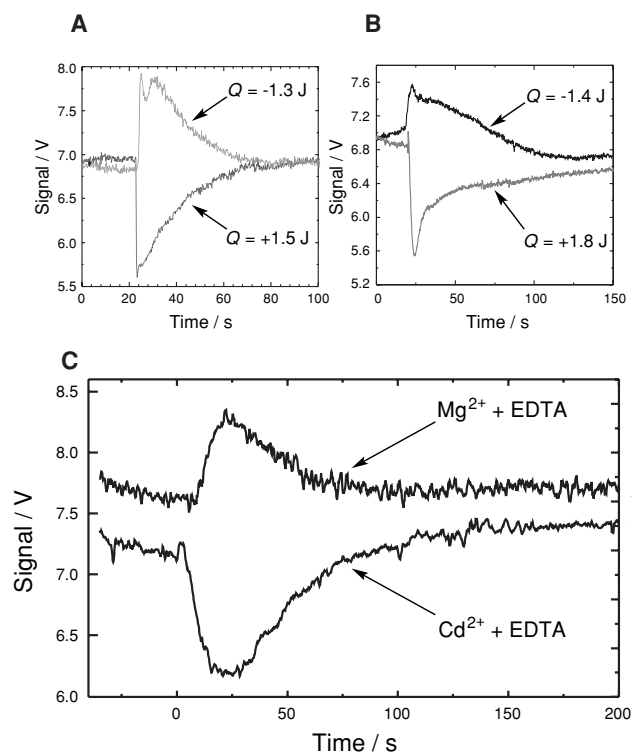 A
8.0
7.5
7.0
6.5
6.0
5.5
Signal / V
Q = -1.3 J
Q = +1.5 J
0
20
40
60
80
100
Time / s
B
7.6
7.2
6.8
6.4
6.0
5.6
5.2
Signal / V
Q = -1.4 J
Q = +1.8 J
0
50
100
150
Time / s
C
8.5
8.0
7.5
7.0
6.5
6.0
Signal / V
Mg²⁺ + EDTA
Cd²⁺ + EDTA
0
50
100
150
200
Time / s